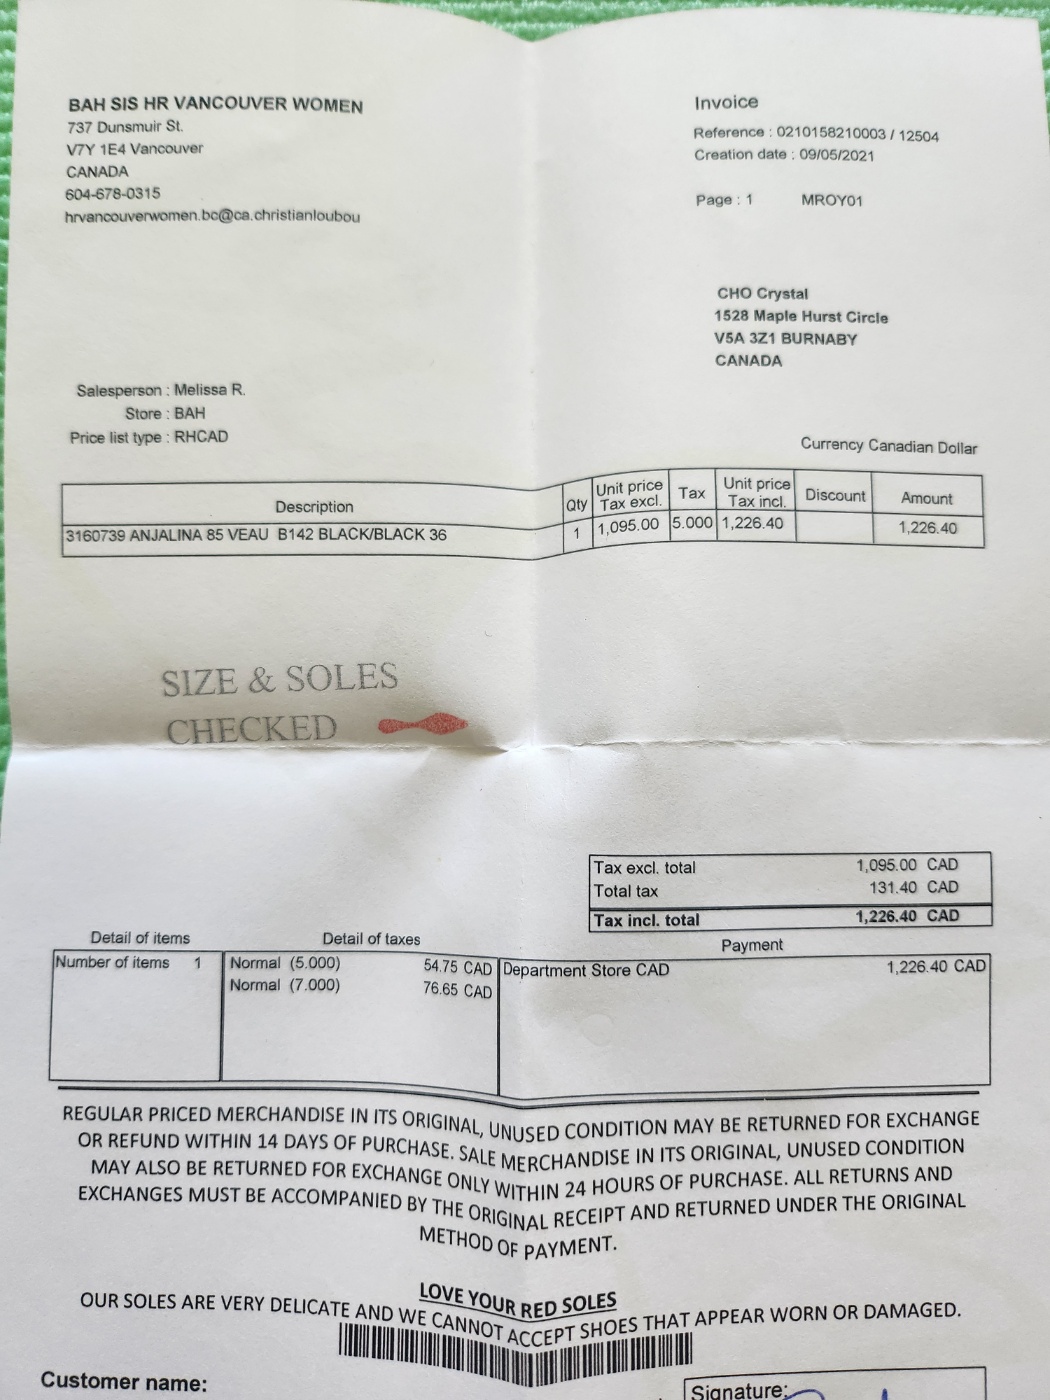 BAH SIS HR VANCOUVER WOMEN
737 Dunsmuir St.
V7Y 1E4 Vancouver
CANADA
604-678-0315
hrvancouverwomen.bc@ca.christianloubou
Invoice
Reference : 0210158210003 / 12504
Creation date : 09/05/2021
Page : 1 MROY01
CHO Crystal
1528 Maple Hurst Circle
V5A 3Z1 BURNABY
CANADA
Salesperson : Melissa R.
Store : BAH
Price list type : RHCAD
Currency Canadian Dollar
Description Qty Unit price Tax excl. Tax Unit price Tax incl. Discount Amount
3160739 ANJALINA 85 VEAU B142 BLACK/BLACK 36 1 1,095.00 5.000 1,226.40 1,226.40
SIZE & SOLES
CHECKED
Tax excl. total 1,095.00 CAD
Total tax 131.40 CAD
Tax incl. total 1,226.40 CAD
Detail of items Detail of taxes Payment
Number of items 1 Normal (5.000) 54.75 CAD Department Store CAD 1,226.40 CAD
Normal (7.000) 76.65 CAD
REGULAR PRICED MERCHANDISE IN ITS ORIGINAL, UNUSED CONDITION MAY BE RETURNED FOR EXCHANGE
OR REFUND WITHIN 14 DAYS OF PURCHASE. SALE MERCHANDISE IN ITS ORIGINAL, UNUSED CONDITION
MAY ALSO BE RETURNED FOR EXCHANGE ONLY WITHIN 24 HOURS OF PURCHASE. ALL RETURNS AND
EXCHANGES MUST BE ACCOMPANIED BY THE ORIGINAL RECEIPT AND RETURNED UNDER THE ORIGINAL
METHOD OF PAYMENT.
LOVE YOUR RED SOLES
OUR SOLES ARE VERY DELICATE AND WE CANNOT ACCEPT SHOES THAT APPEAR WORN OR DAMAGED.
Customer name:
Signature: